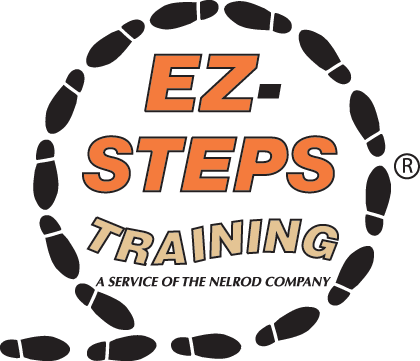 EZ-
STEPS
®
TRAINING
A SERVICE OF THE NELROD COMPANY